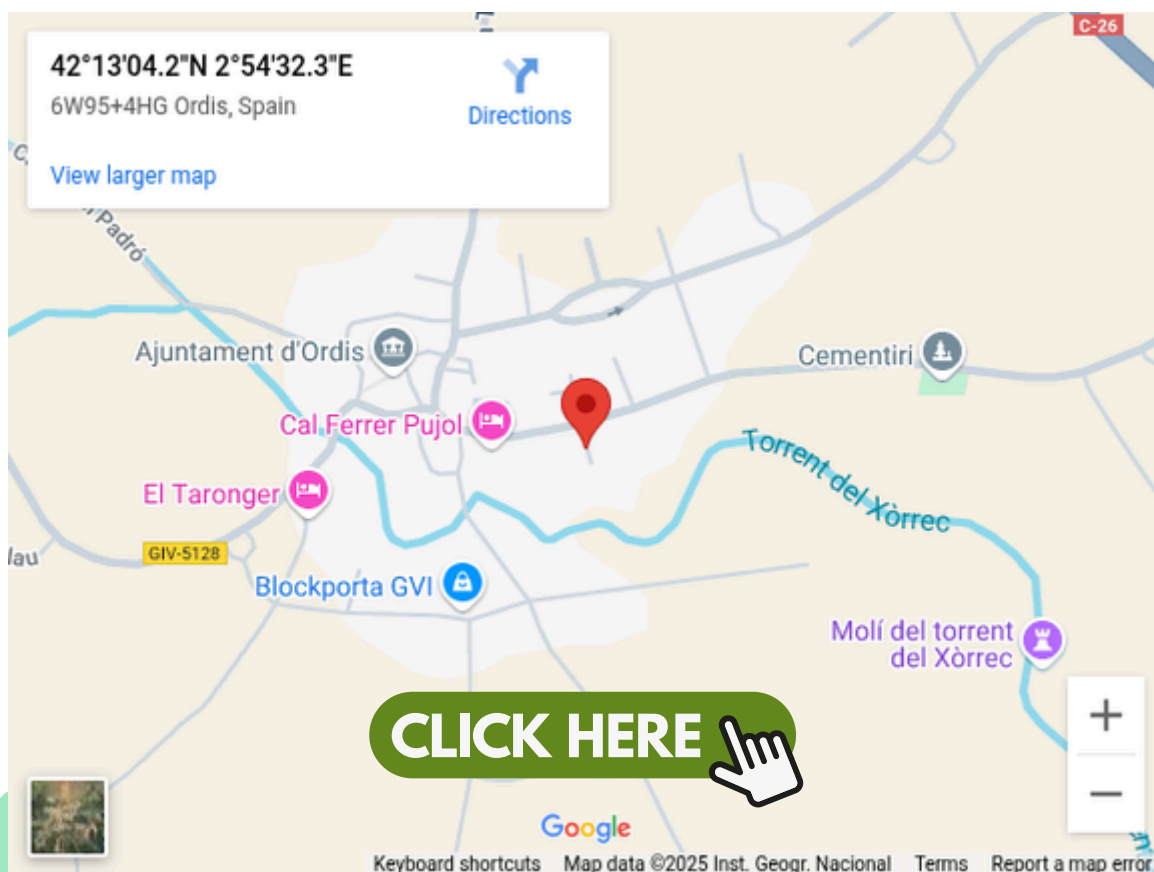 C-26
42°13'04.2"N 2°54'32.3"E
6W95+4HG Ordis, Spain
Directions
View larger map
Padró
Ajuntament d'Ordis
Cementiri
Cal Ferrer Pujol
Torrent del Xòrrec
El Taronger
lau
GIV-5128
Blockporta GVI
Molí del torrent
del Xòrrec
+
CLICK HERE
−
Google
Keyboard shortcuts Map data ©2025 Inst. Geogr. Nacional Terms Report a map error